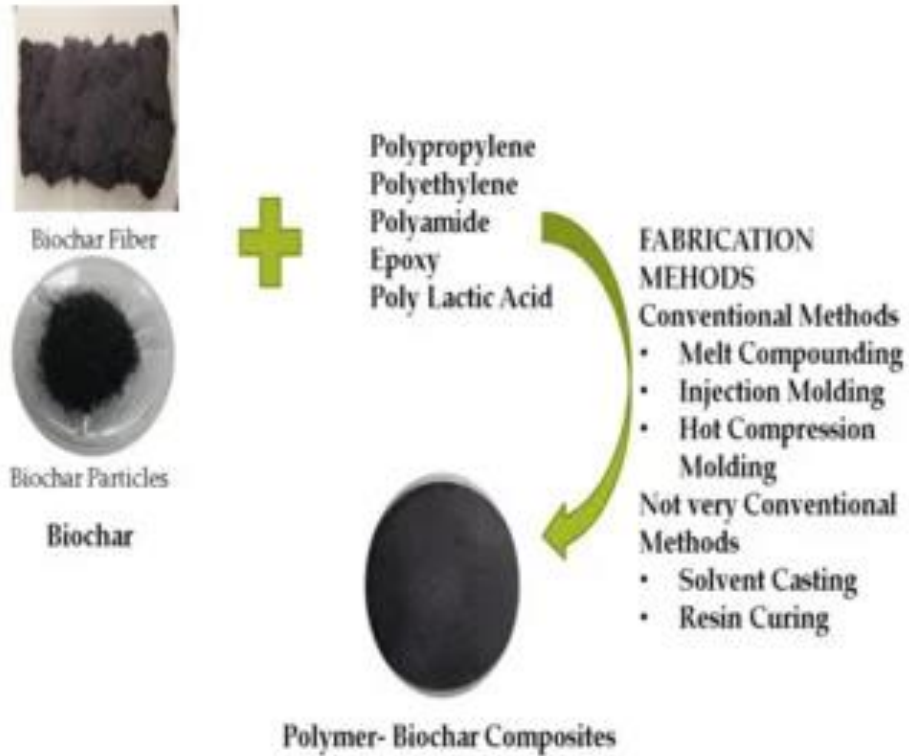 Biochar Fiber
Biochar Particles
Biochar
Polypropylene
Polyethylene
Polyamide
Epoxy
Poly Lactic Acid
FABRICATION
MEHODS
Conventional Methods
• Melt Compounding
• Injection Molding
• Hot Compression
Molding
Not very Conventional
Methods
• Solvent Casting
• Resin Curing
Polymer- Biochar Composites